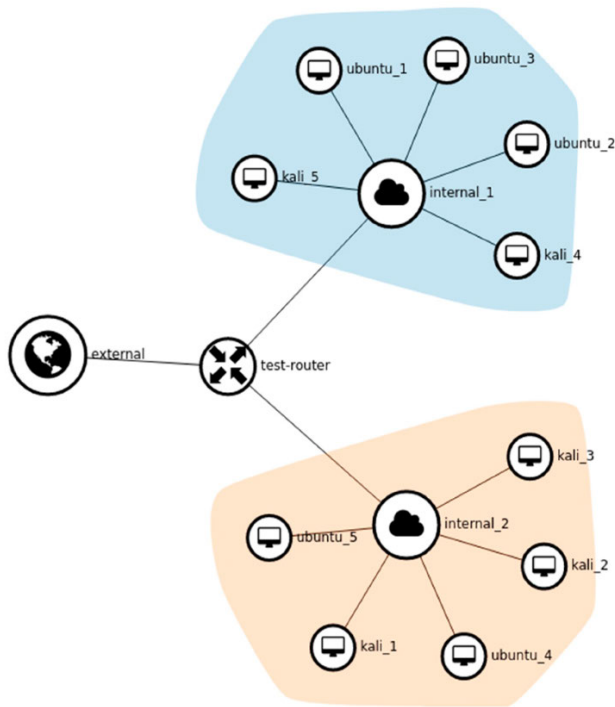 ubuntu_1
ubuntu_3
ubuntu_2
kali_5
internal_1
kali_4
external
test-router
kali_3
internal_2
ubuntu_5
kali_2
kali_1
ubuntu_4